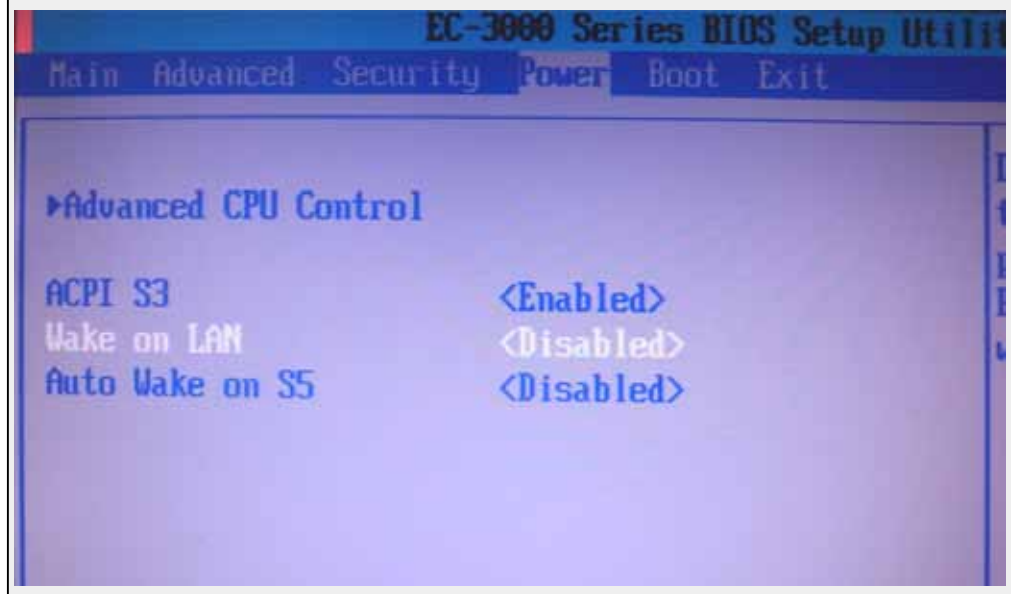 EC-3000 Series BIOS Setup
Main Advanced Security Power Boot Exit
▸Advanced CPU Control
ACPI S3 <Enabled>
Wake on LAN <Disabled>
Auto Wake on S5 <Disabled>